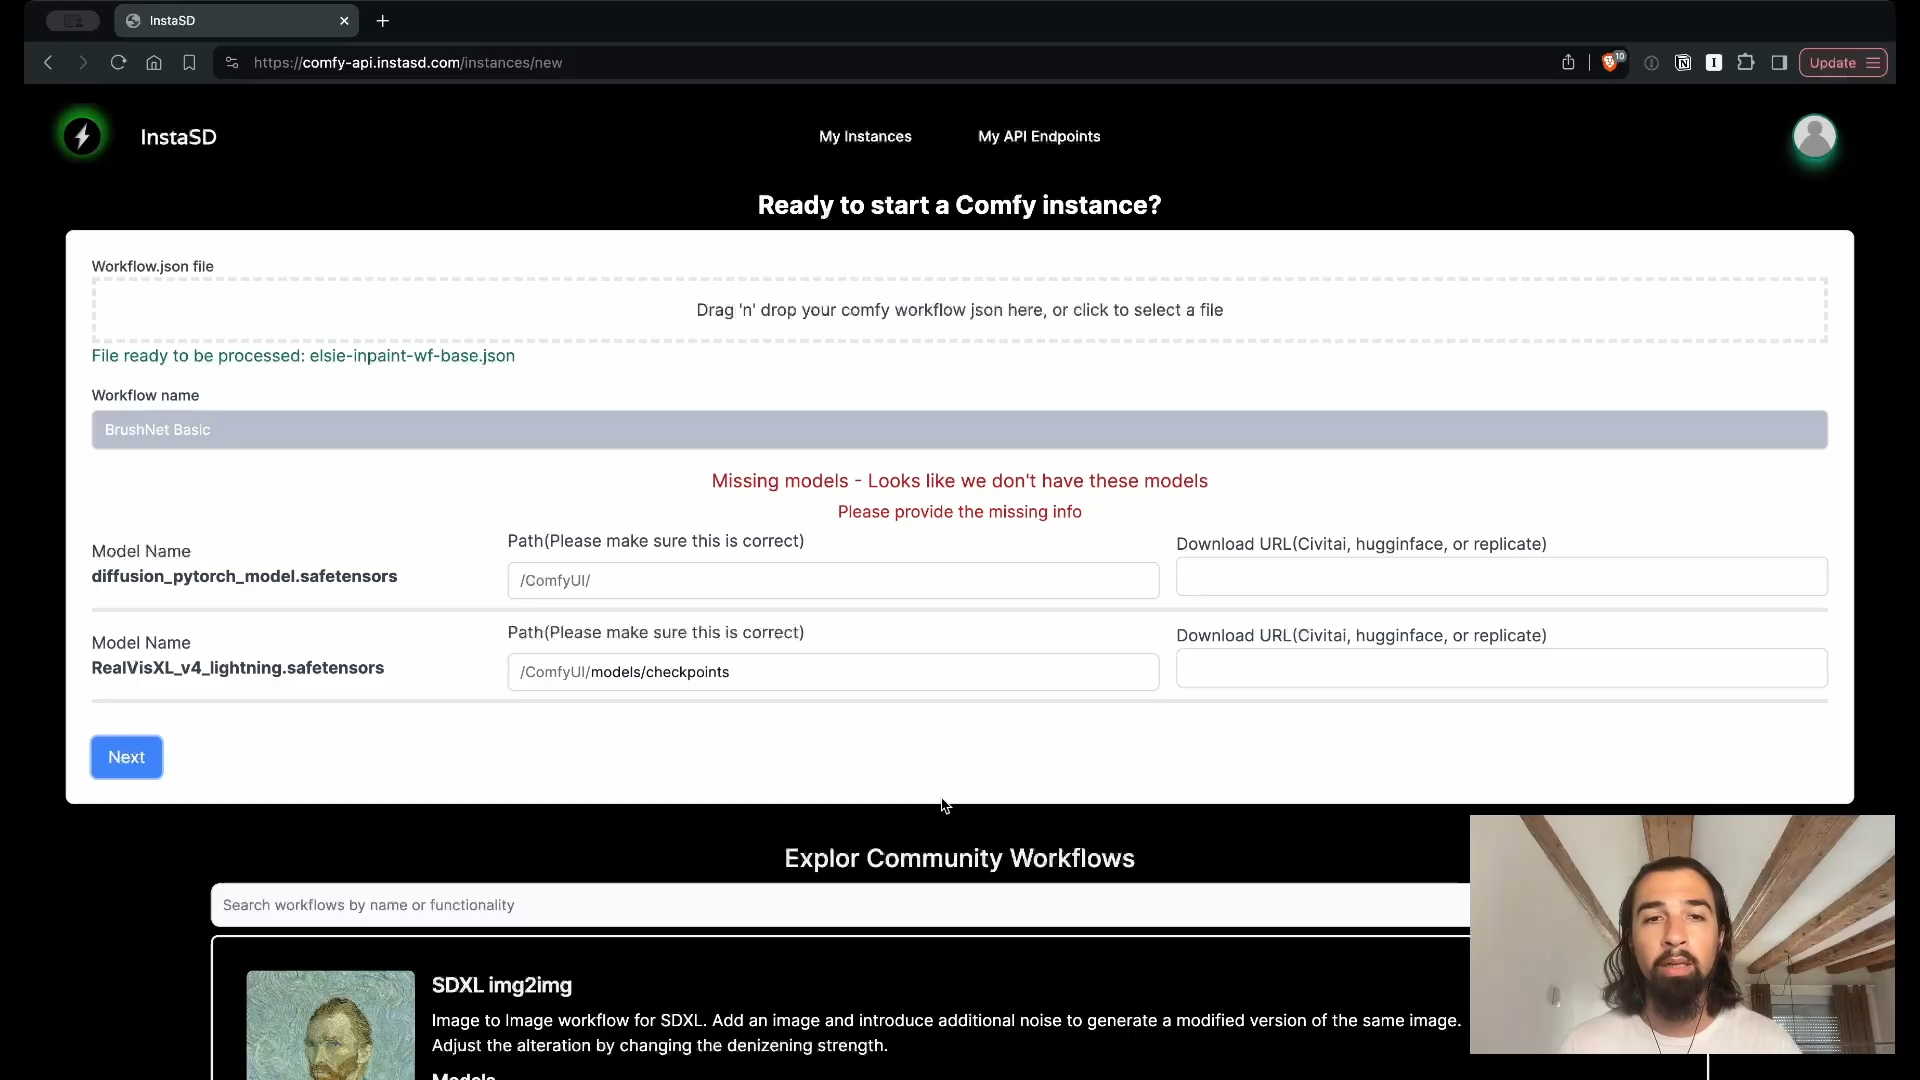 InstaSD
https://comfy-api.instasd.com/instances/new
10
Update
InstaSD
My Instances
My API Endpoints
Ready to start a Comfy instance?
Workflow.json file
Drag 'n' drop your comfy workflow json here, or click to select a file
File ready to be processed: elsie-inpaint-wf-base.json
Workflow name
BrushNet Basic
Missing models - Looks like we don't have these models
Please provide the missing info
Model Name
diffusion_pytorch_model.safetensors
Path(Please make sure this is correct)
/ComfyUI/
Download URL(Civitai, hugginface, or replicate)
Model Name
RealVisXL_v4_lightning.safetensors
Path(Please make sure this is correct)
/ComfyUI/models/checkpoints
Download URL(Civitai, hugginface, or replicate)
Next
Explor Community Workflows
Search workflows by name or functionality
SDXL img2img
Image to Image workflow for SDXL. Add an image and introduce additional noise to generate a modified version of the same image.
Adjust the alteration by changing the denizening strength.
Models